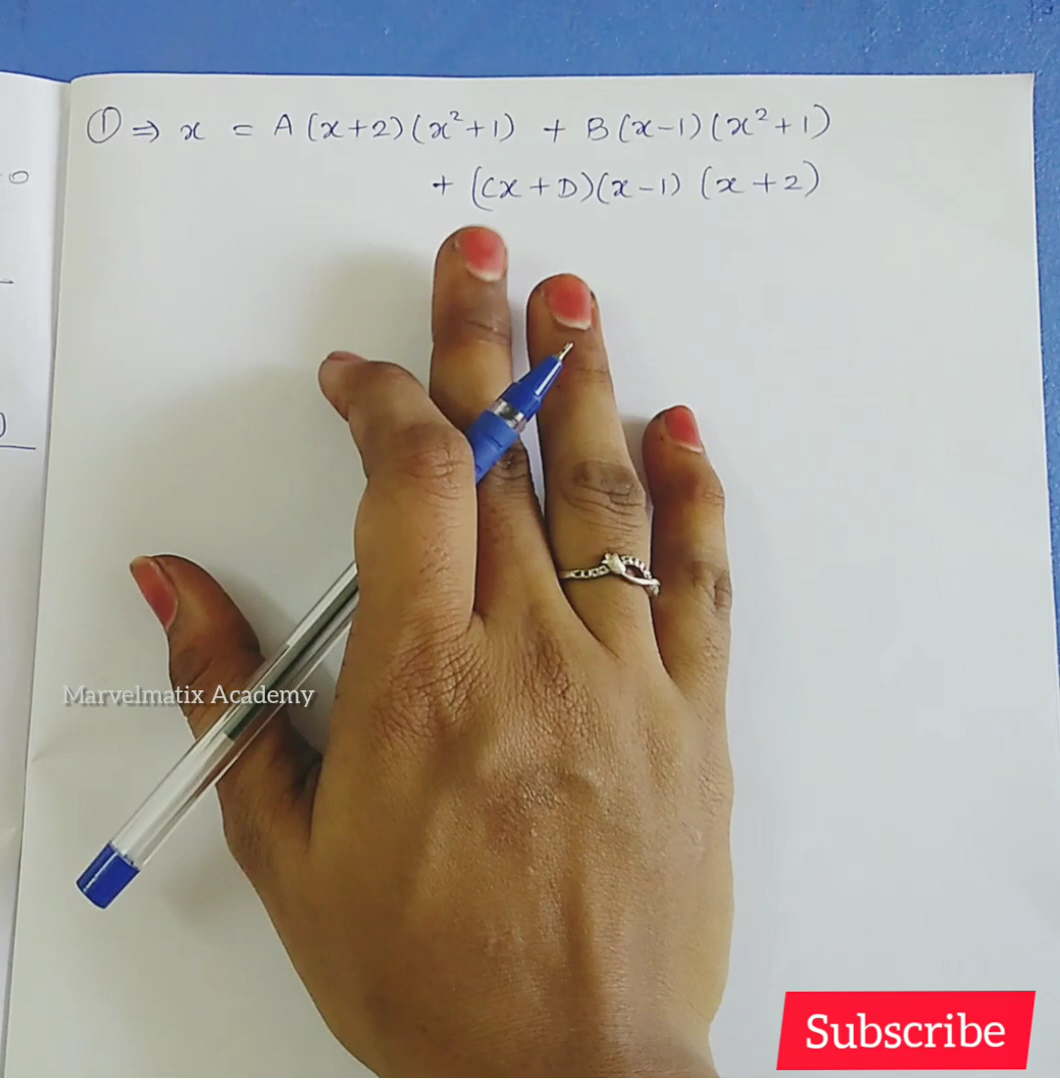 ① ⇒ x = A (x+2) (x²+1) + B (x-1) (x²+1)
+ (Cx + D)(x-1) (x+2)
Marvelmatix Academy
Subscribe